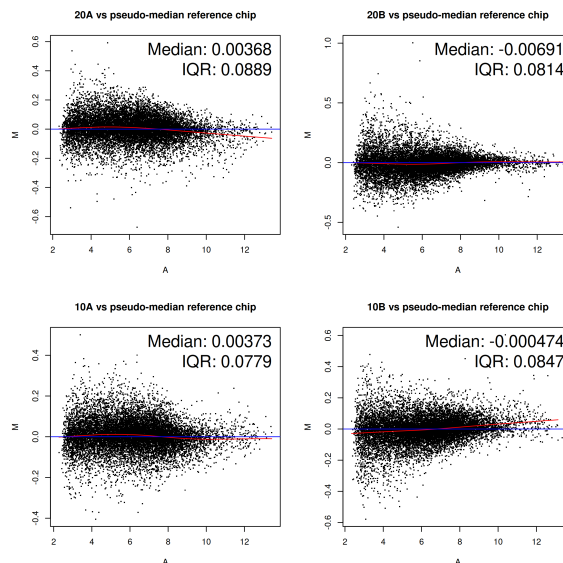 20A vs pseudo-median reference chip
Median: 0.00368
IQR: 0.0889
M
0.6
0.4
0.2
0.0
-0.2
-0.4
-0.6
2 4 6 8 10 12
A
20B vs pseudo-median reference chip
Median: -0.00691
IQR: 0.0814
M
1.0
0.5
0.0
-0.5
2 4 6 8 10 12
A
10A vs pseudo-median reference chip
Median: 0.00373
IQR: 0.0779
M
0.4
0.2
0.0
-0.2
-0.4
2 4 6 8 10 12
A
10B vs pseudo-median reference chip
Median: -0.000474
IQR: 0.0847
M
0.6
0.4
0.2
0.0
-0.2
-0.4
-0.6
2 4 6 8 10 12
A